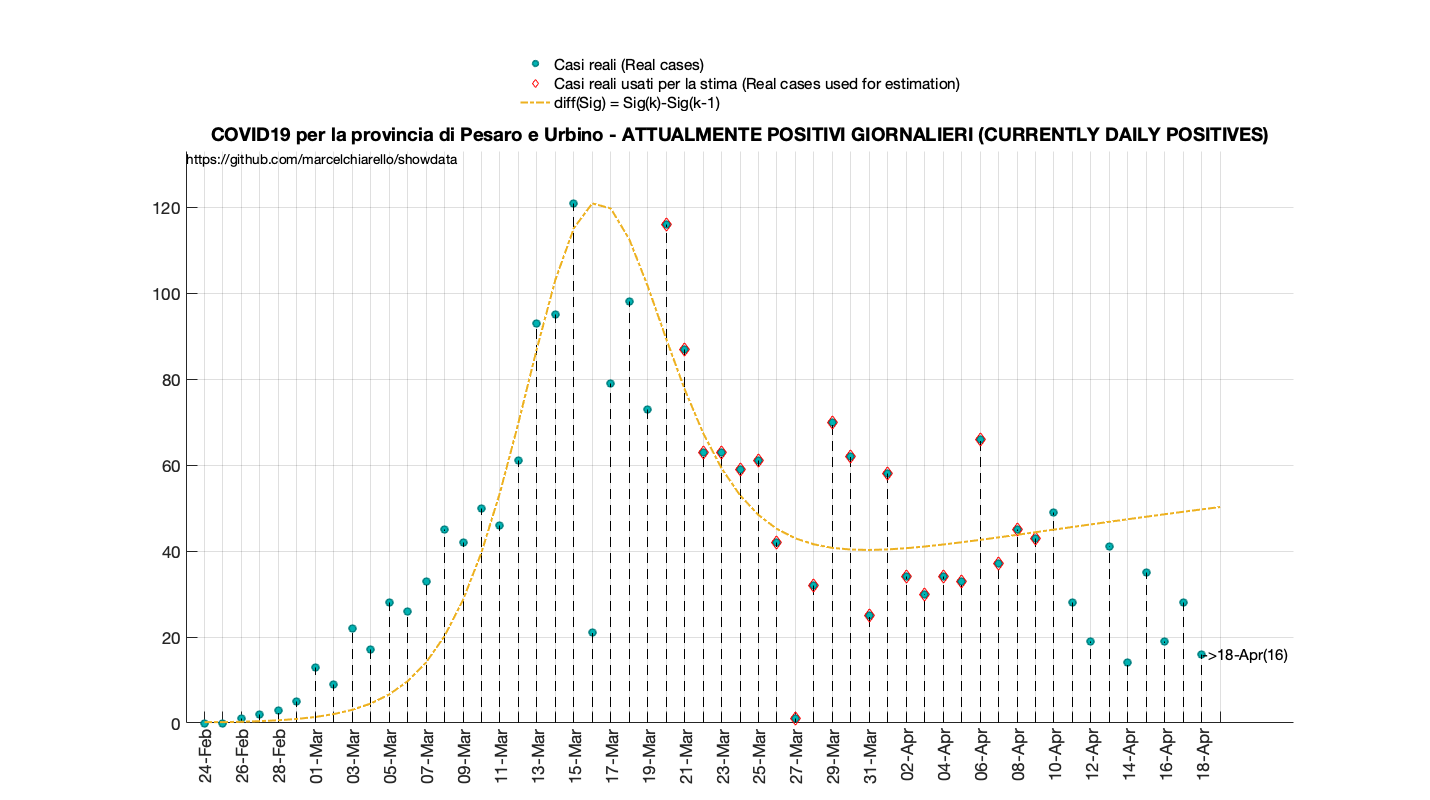 Casi reali (Real cases)
Casi reali usati per la stima (Real cases used for estimation)
diff(Sig) = Sig(k)-Sig(k-1)
COVID19 per la provincia di Pesaro e Urbino - ATTUALMENTE POSITIVI GIORNALIERI (CURRENTLY DAILY POSITIVES)
https://github.com/marcelchiarello/showdata
120
100
80
60
40
20
0
->18-Apr(16)
24-Feb
26-Feb
28-Feb
01-Mar
03-Mar
05-Mar
07-Mar
09-Mar
11-Mar
13-Mar
15-Mar
17-Mar
19-Mar
21-Mar
23-Mar
25-Mar
27-Mar
29-Mar
31-Mar
02-Apr
04-Apr
06-Apr
08-Apr
10-Apr
12-Apr
14-Apr
16-Apr
18-Apr